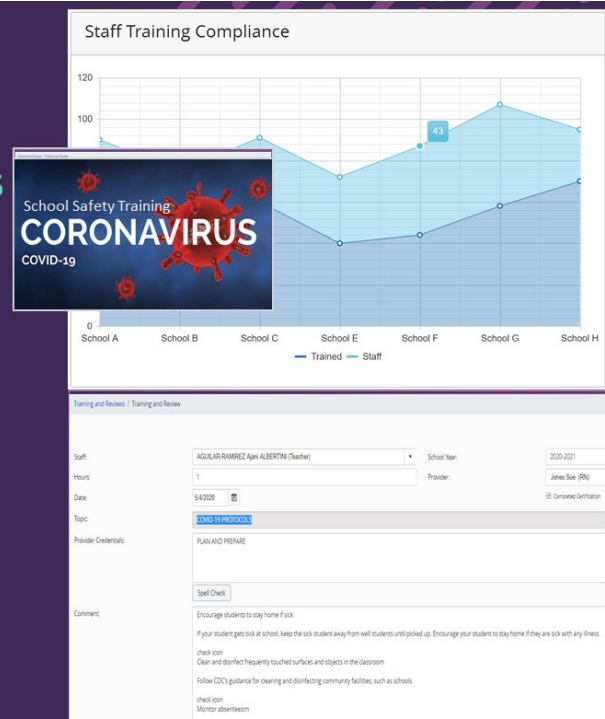 Staff Training Compliance
120
100
43
School Safety Training
CORONAVIRUS
COVID-19
0
School A School B School C School E School F School G School H
Trained Staff
Training and Reviews / Training and Review
Staff: AGUILAR-RAMIREZ Ajani ALBERTINI (Teacher) School Year: 2020-2021
Hours: 1 Provider: Jones Sue (RN)
Date: 5/4/2020 Completed Certification
Topic: COVID-19 PROTOCOLS
Provider Credentials: PLAN AND PREPARE
Spell Check
Comment: Encourage students to stay home if sick
If your student gets sick at school, keep the sick student away from well students until picked up. Encourage your student to stay home if they are sick with any illness.
check icon
Clean and disinfect frequently touched surfaces and objects in the classroom
Follow CDC's guidance for cleaning and disinfecting community facilities, such as schools.
check icon
Monitor absenteeism